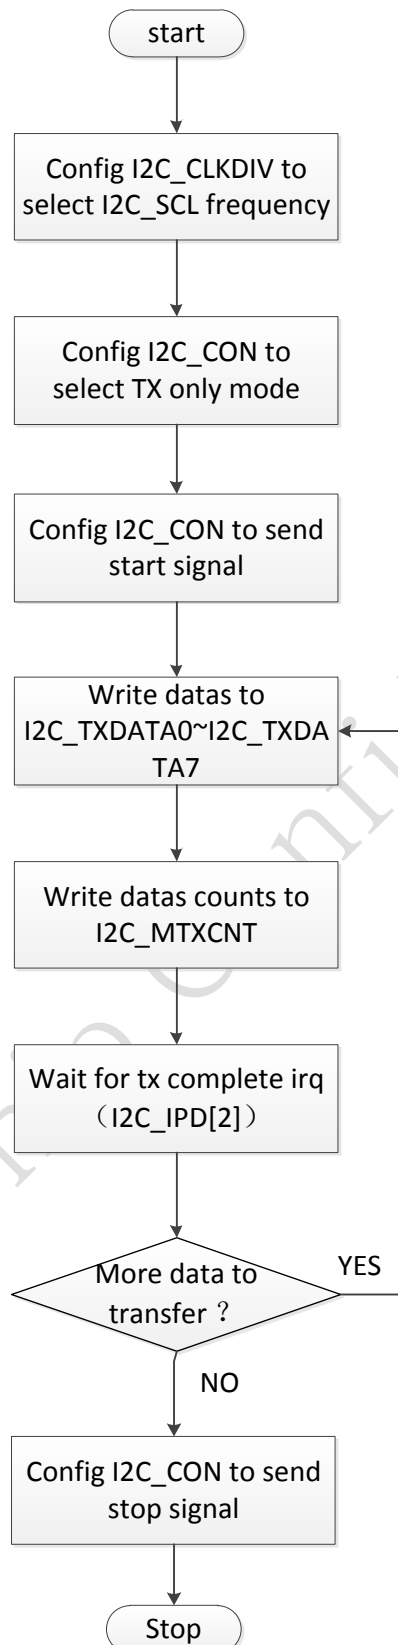 start
Config I2C_CLKDIV to
select I2C_SCL frequency
Config I2C_CON to
select TX only mode
Config I2C_CON to send
start signal
Write datas to
I2C_TXDATA0~I2C_TXDA
TA7
Write datas counts to
I2C_MTXCNT
Wait for tx complete irq
（I2C_IPD[2]）
More data to
transfer ？
YES
NO
Config I2C_CON to send
stop signal
Stop